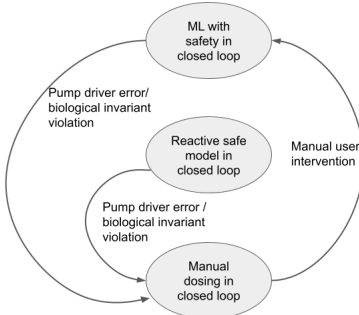 ML with
safety in
closed loop
Pump driver error/
biological invariant
violation
Reactive safe
model in
closed loop
Manual user
intervention
Pump driver error /
biological invariant
violation
Manual
dosing in
closed loop